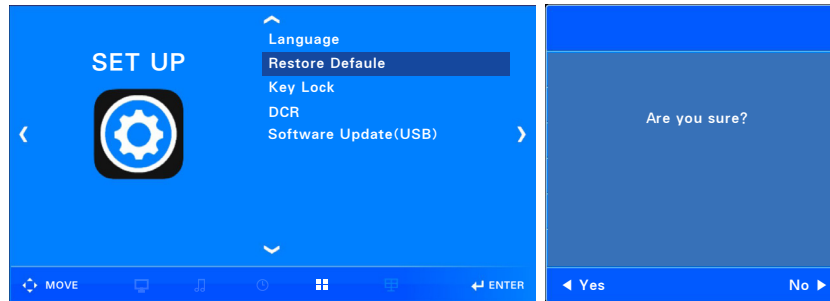 SET UP
Language
Restore Defaule
Key Lock
DCR
Software Update(USB)
MOVE
ENTER
Are you sure?
Yes
No